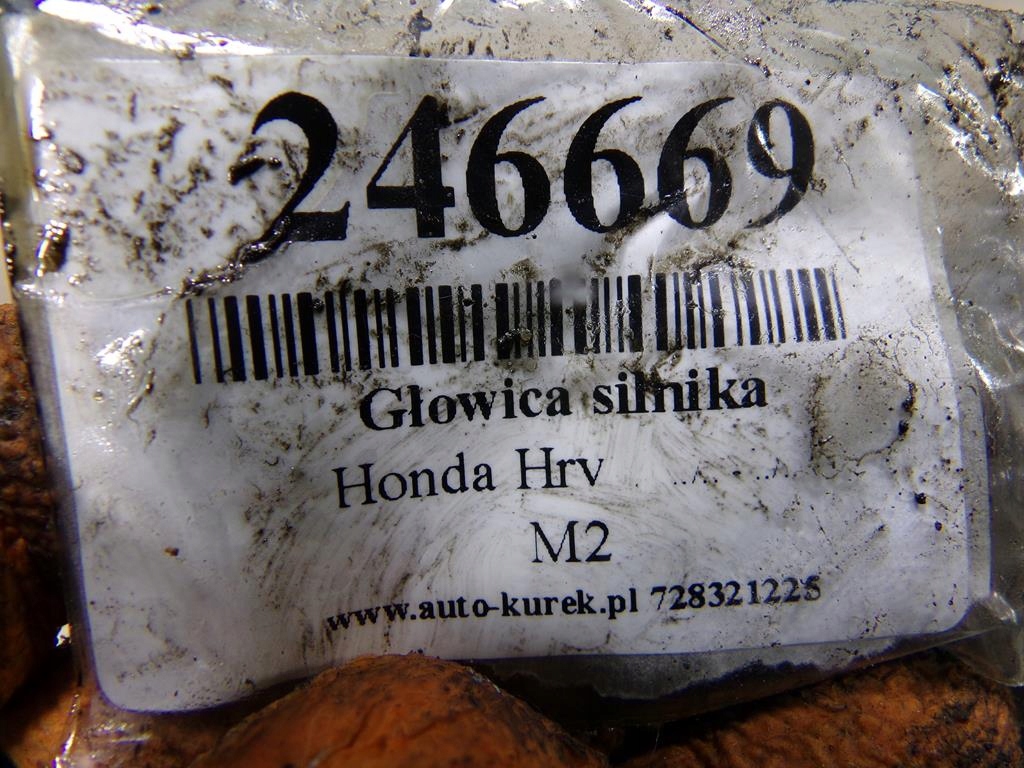 246669
Głowica silnika
Honda Hrv
M2
www.auto-kurek.pl 728321225